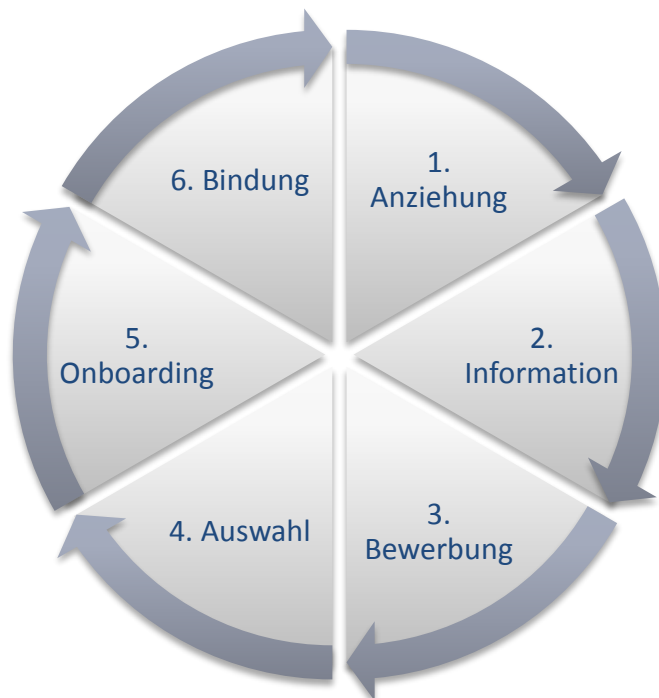 1.
Anziehung
2.
Information
3.
Bewerbung
4. Auswahl
5.
Onboarding
6. Bindung